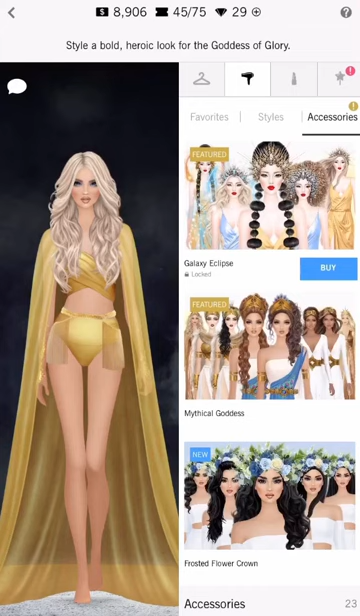 8,906 45/75 29
Style a bold, heroic look for the Goddess of Glory.
Favorites Styles Accessories
FEATURED
Galaxy Eclipse
Locked
BUY
FEATURED
Mythical Goddess
NEW
Frosted Flower Crown
Accessories 23